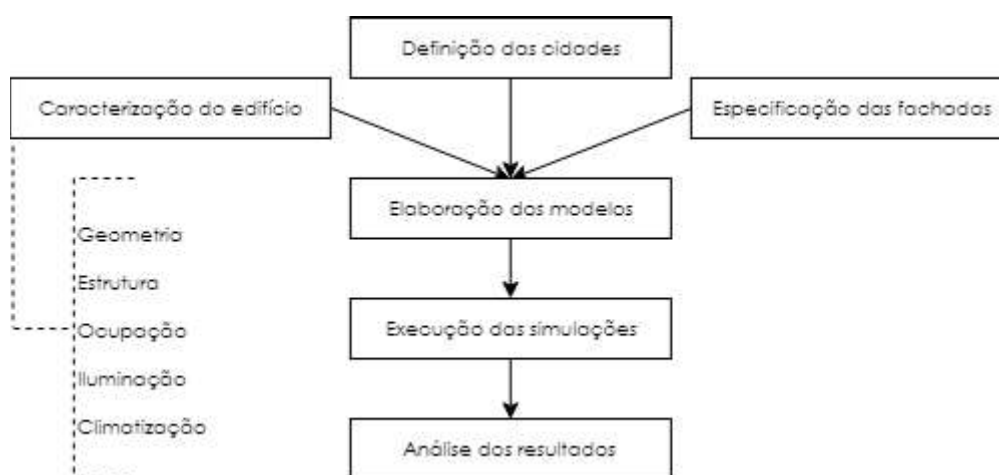 Definição das cidades
Caracterização do edifício
Especificação das fachadas
Elaboração dos modelos
Geometria
Estrutura
Ocupação
Execução das simulações
Iluminação
Climatização
Análise dos resultados